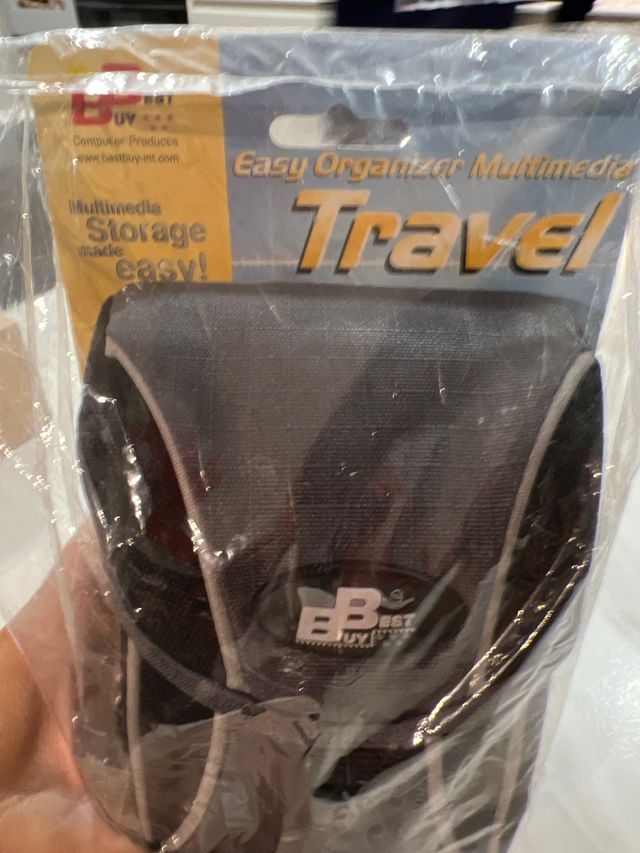 BEST
BUY
Computer Products
www.bestbuy-int.com
Multimedia
Storage
made
easy!
Easy Organizer Multimedia
Travel
BEST
BUY